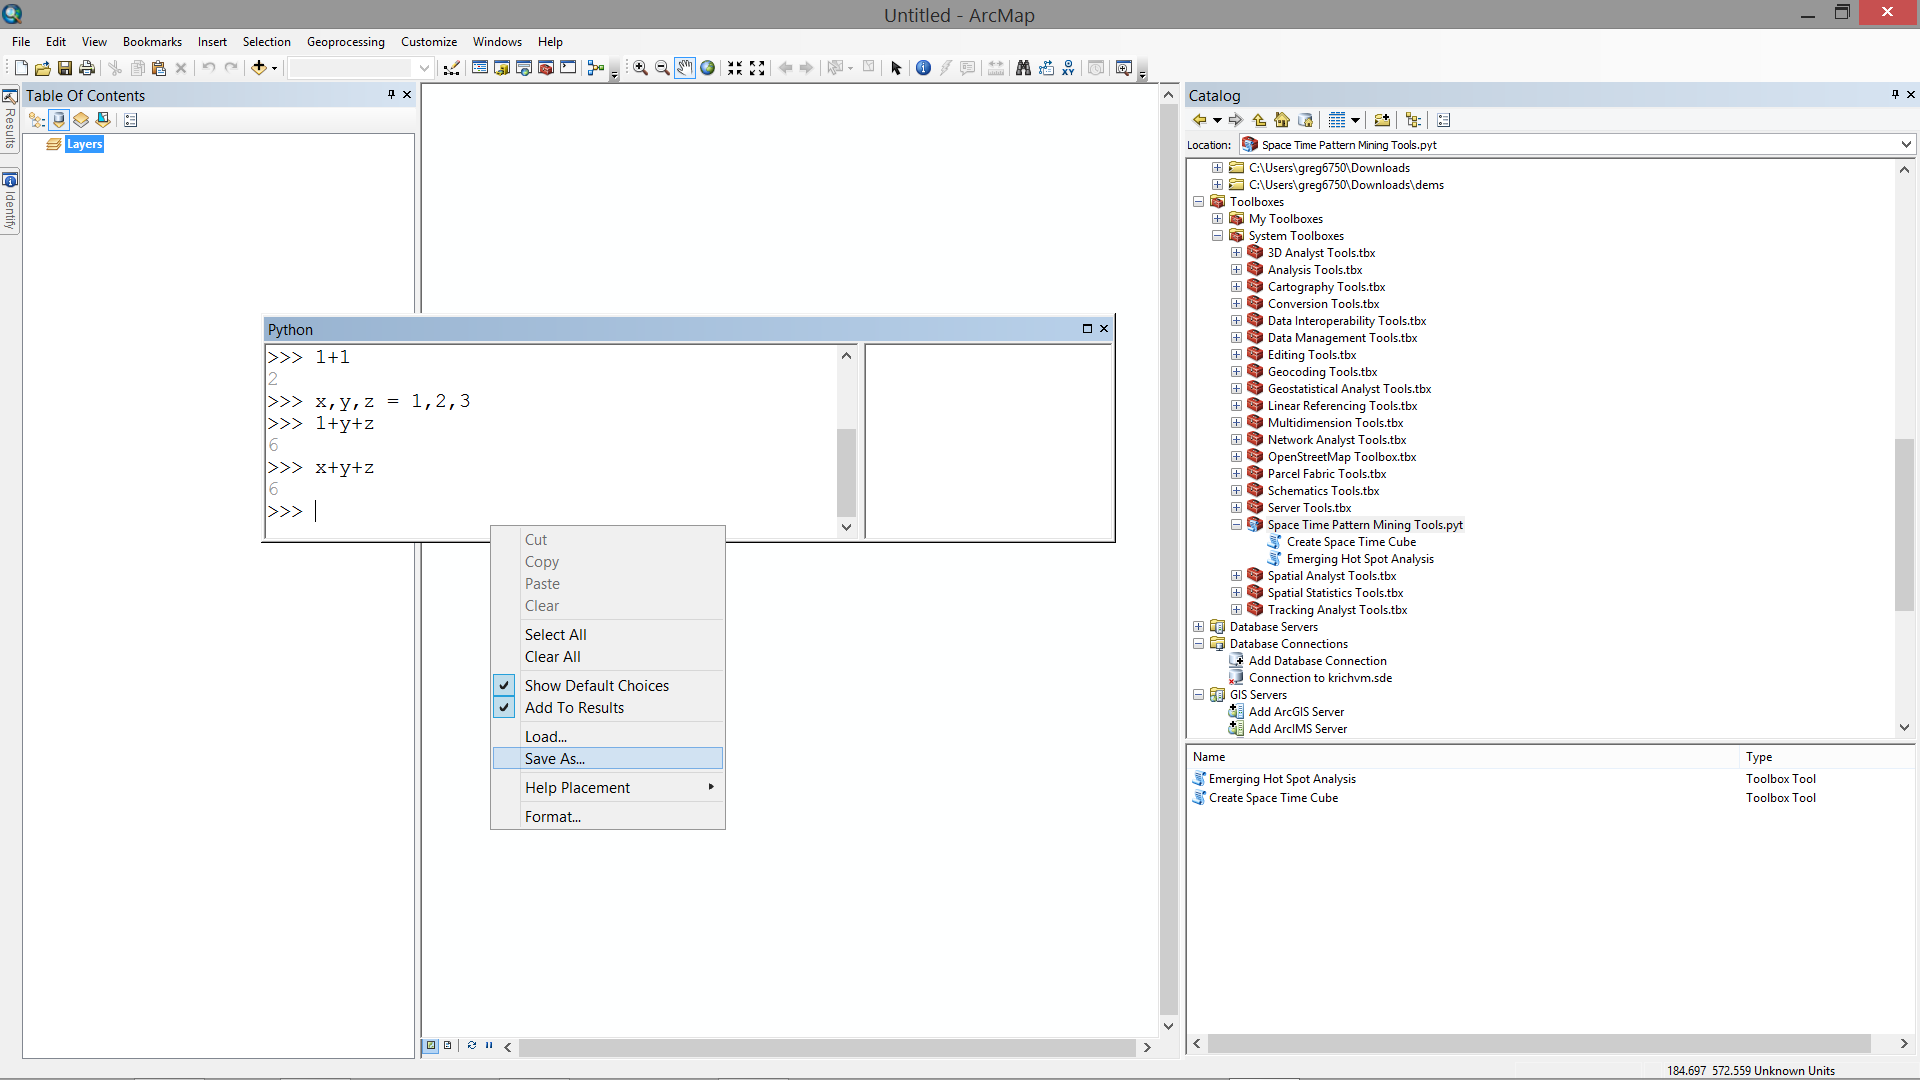 Untitled - ArcMap
File Edit View Bookmarks Insert Selection Geoprocessing Customize Windows Help
Results
Identify
Table Of Contents
Layers
Python
>>> 1+1
2
>>> x,y,z = 1,2,3
>>> 1+y+z
6
>>> x+y+z
6
>>>
Cut
Copy
Paste
Clear
Select All
Clear All
Show Default Choices
Add To Results
Load...
Save As...
Help Placement
Format...
Catalog
Location: Space Time Pattern Mining Tools.pyt
C:\Users\greg6750\Downloads
C:\Users\greg6750\Downloads\dems
Toolboxes
My Toolboxes
System Toolboxes
3D Analyst Tools.tbx
Analysis Tools.tbx
Cartography Tools.tbx
Conversion Tools.tbx
Data Interoperability Tools.tbx
Data Management Tools.tbx
Editing Tools.tbx
Geocoding Tools.tbx
Geostatistical Analyst Tools.tbx
Linear Referencing Tools.tbx
Multidimension Tools.tbx
Network Analyst Tools.tbx
OpenStreetMap Toolbox.tbx
Parcel Fabric Tools.tbx
Schematics Tools.tbx
Server Tools.tbx
Space Time Pattern Mining Tools.pyt
Create Space Time Cube
Emerging Hot Spot Analysis
Spatial Analyst Tools.tbx
Spatial Statistics Tools.tbx
Tracking Analyst Tools.tbx
Database Servers
Database Connections
Add Database Connection
Connection to krichvm.sde
GIS Servers
Add ArcGIS Server
Add ArcIMS Server
Name Type
Emerging Hot Spot Analysis Toolbox Tool
Create Space Time Cube Toolbox Tool
184.697 572.559 Unknown Units